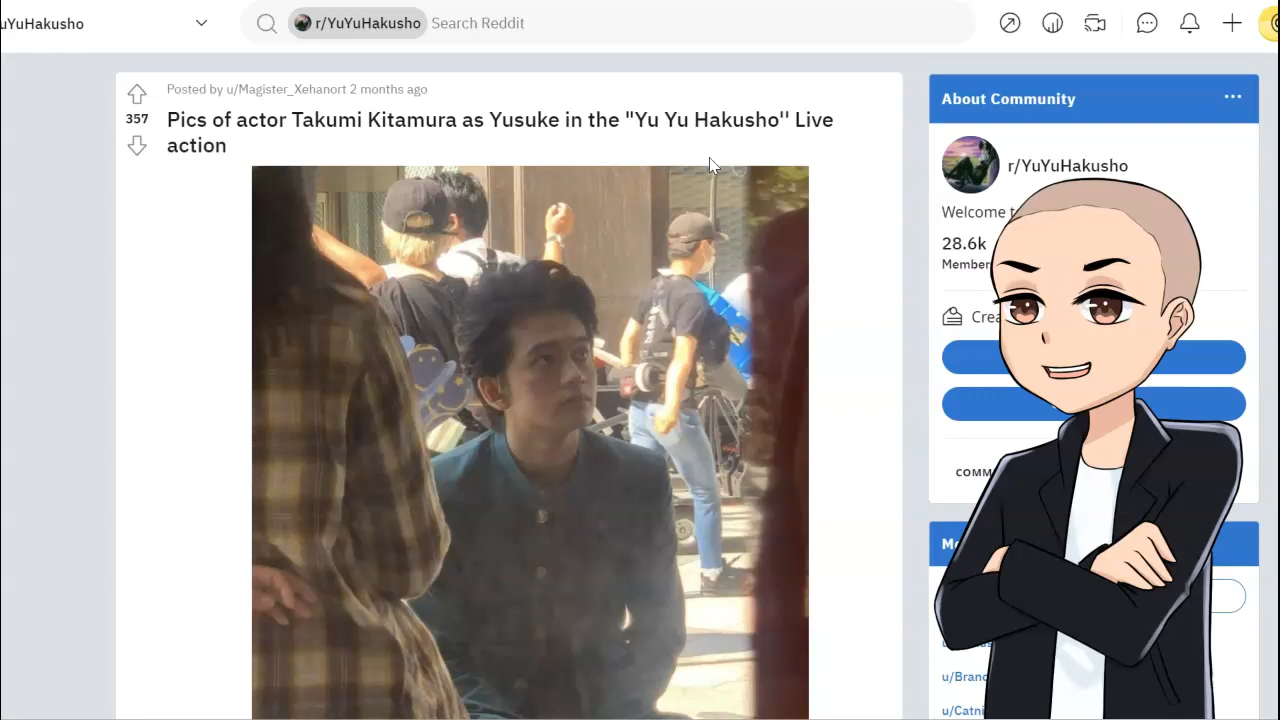 uYuHakusho
r/YuYuHakusho Search Reddit
Posted by u/Magister_Xehanort 2 months ago
357
Pics of actor Takumi Kitamura as Yusuke in the "Yu Yu Hakusho'' Live
action
About Community
r/YuYuHakusho
Welcome t
28.6k
Member
Crea
COMM
u/Branc
u/Catni